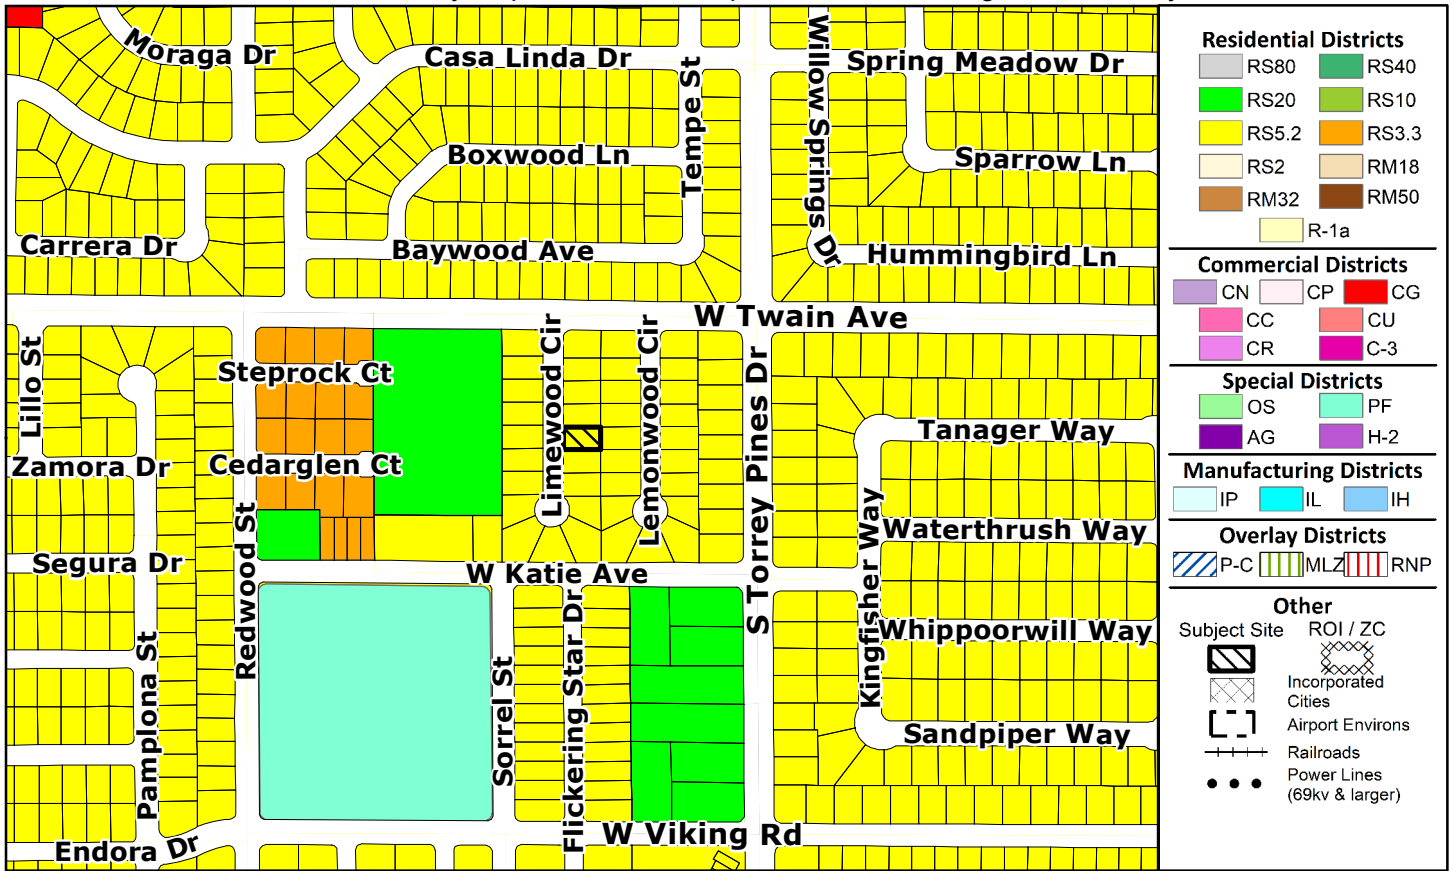 Moraga Dr
Casa Linda Dr
Spring Meadow Dr
Tempe St
Willow Springs Dr
Boxwood Ln
Sparrow Ln
Carrera Dr
Baywood Ave
Hummingbird Ln
W Twain Ave
Lillo St
Steprock Ct
Limewood Cir
Lemonwood Cir
S Torrey Pines Dr
Tanager Way
Zamora Dr
Cedarglen Ct
Redwood St
Kingfisher Way
Waterthrush Way
Segura Dr
W Katie Ave
Whippoorwill Way
Pamplona St
Sorrel St
Flickering Star Dr
Sandpiper Way
W Viking Rd
Endora Dr
Residential Districts
RS80 RS40
RS20 RS10
RS5.2 RS3.3
RS2 RM18
RM32 RM50
R-1a
Commercial Districts
CN CP CG
CC CU
CR C-3
Special Districts
OS PF
AG H-2
Manufacturing Districts
IP IL IH
Overlay Districts
P-C MLZ RNP
Other
Subject Site ROI / ZC
Incorporated
Cities
Airport Environs
Railroads
Power Lines
(69kv & larger)